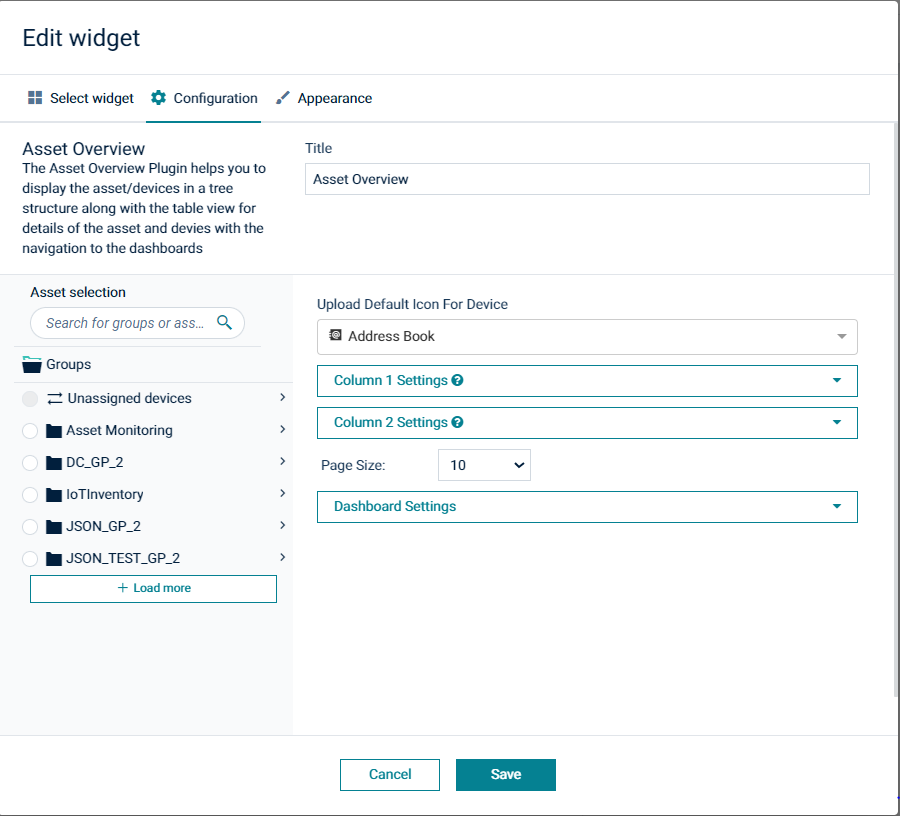 Edit widget
Select widget
Configuration
Appearance
Asset Overview
The Asset Overview Plugin helps you to
display the asset/devices in a tree
structure along with the table view for
details of the asset and devies with the
navigation to the dashboards
Title
Asset Overview
Asset selection
Search for groups or ass...
Groups
Unassigned devices
Asset Monitoring
DC_GP_2
IoTInventory
JSON_GP_2
JSON_TEST_GP_2
+ Load more
Upload Default Icon For Device
Address Book
Column 1 Settings ?
Column 2 Settings ?
Page Size:
10
Dashboard Settings
Cancel
Save